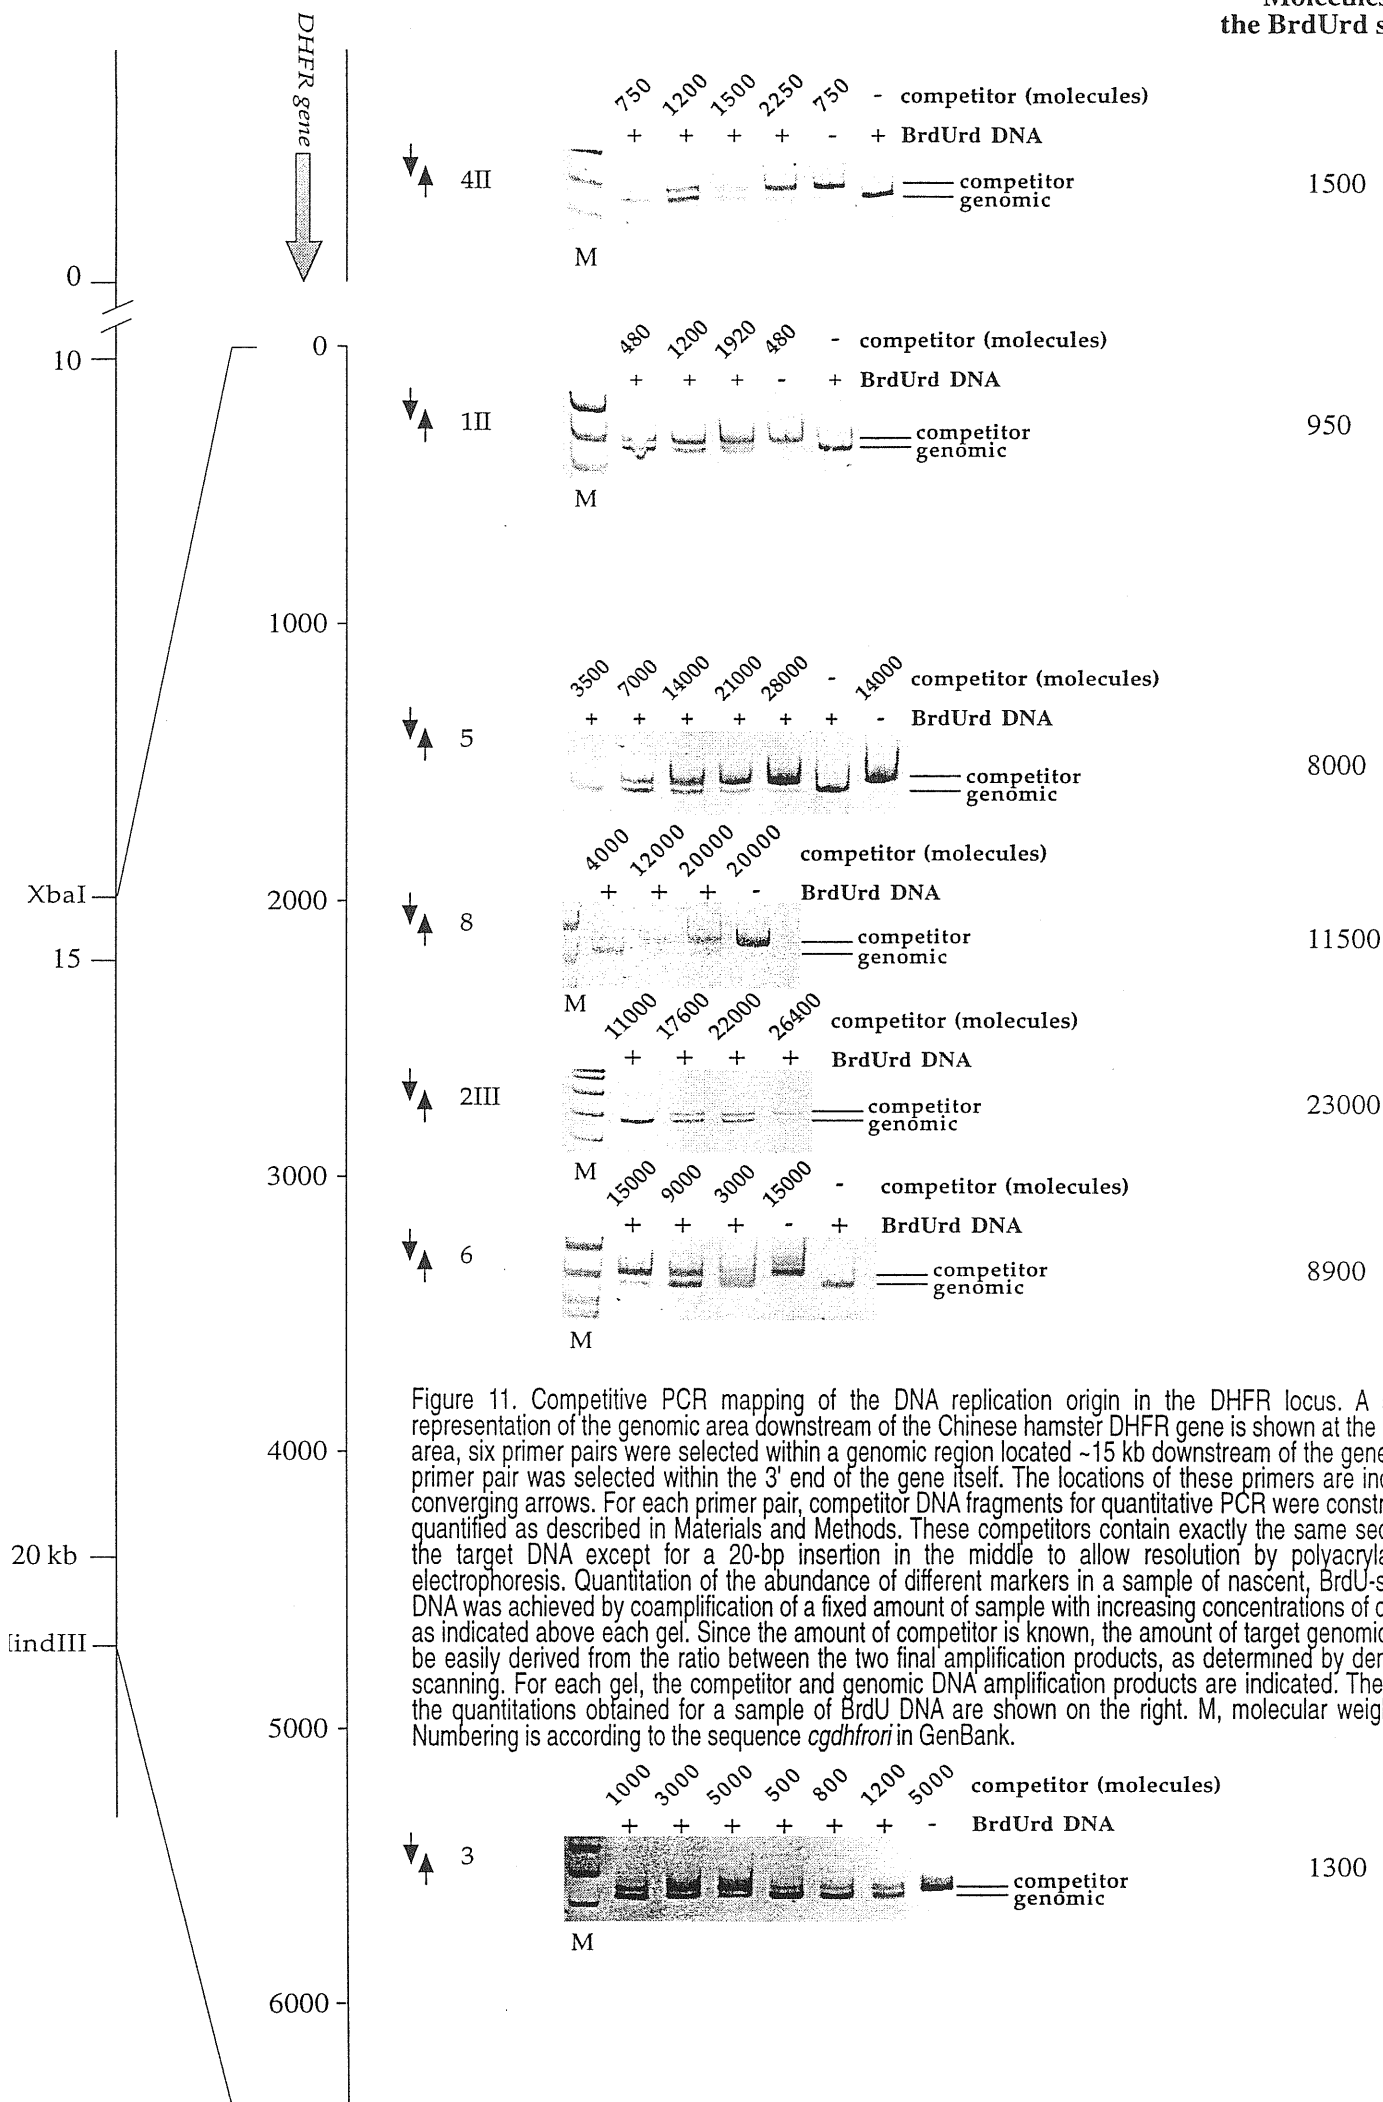 Molecules
the BrdUrd s
DHFR gene
750 1200 1500 2250 750 - competitor (molecules)
+ + + + - + BrdUrd DNA
4II
competitor
genomic
1500
M
0
10
0
480 1200 1920 480 - competitor (molecules)
+ + + - + BrdUrd DNA
1II
competitor
genomic
950
M
1000
3500 7000 14000 21000 28000 - 14000 competitor (molecules)
+ + + + + + - BrdUrd DNA
5
competitor
genomic
8000
4000 12000 20000 20000 competitor (molecules)
+ + + - BrdUrd DNA
XbaI
2000
8
competitor
genomic
11500
15
M
11000 17600 22000 26400 competitor (molecules)
+ + + + BrdUrd DNA
2III
competitor
genomic
23000
M
3000
15000 9000 3000 15000 - competitor (molecules)
+ + + - + BrdUrd DNA
6
competitor
genomic
8900
M
Figure 11. Competitive PCR mapping of the DNA replication origin in the DHFR locus. A
representation of the genomic area downstream of the Chinese hamster DHFR gene is shown at the
area, six primer pairs were selected within a genomic region located ~15 kb downstream of the gene
primer pair was selected within the 3' end of the gene itself. The locations of these primers are in
converging arrows. For each primer pair, competitor DNA fragments for quantitative PCR were constr
quantified as described in Materials and Methods. These competitors contain exactly the same sec
the target DNA except for a 20-bp insertion in the middle to allow resolution by polyacryla
electrophoresis. Quantitation of the abundance of different markers in a sample of nascent, BrdU-s
DNA was achieved by coamplification of a fixed amount of sample with increasing concentrations of c
as indicated above each gel. Since the amount of competitor is known, the amount of target genomic
be easily derived from the ratio between the two final amplification products, as determined by der
scanning. For each gel, the competitor and genomic DNA amplification products are indicated. The
the quantitations obtained for a sample of BrdU DNA are shown on the right. M, molecular weig
Numbering is according to the sequence cgdhfrori in GenBank.
4000
20 kb
indIII
5000
1000 3000 5000 500 800 1200 5000 competitor (molecules)
+ + + + + + - BrdUrd DNA
3
competitor
genomic
1300
M
6000